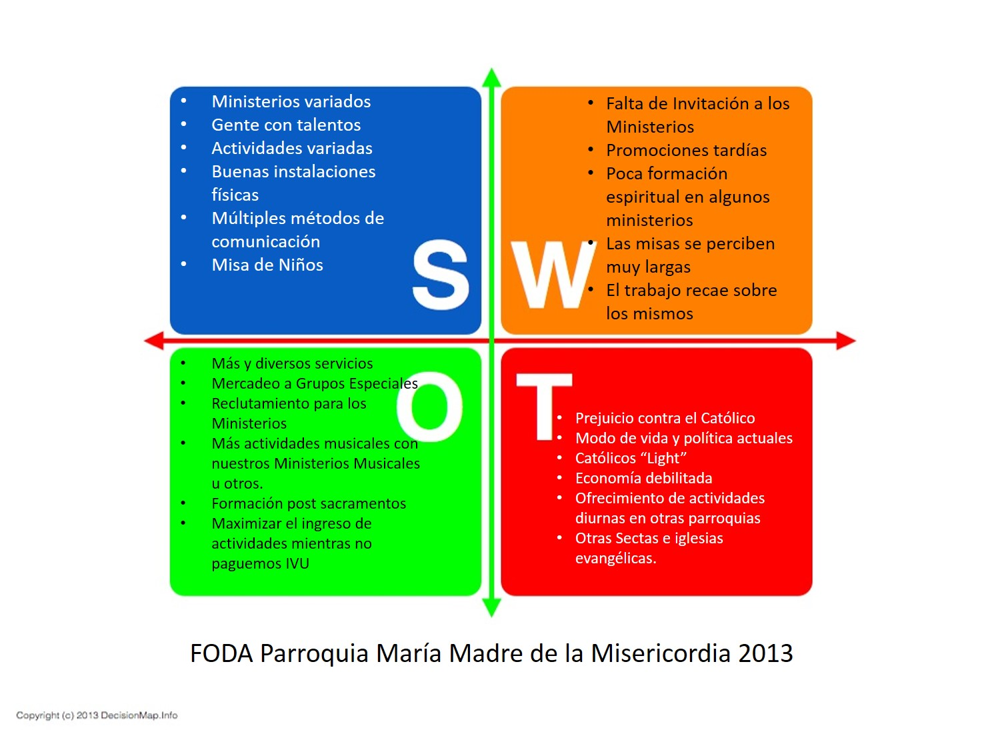 • Ministerios variados
• Gente con talentos
• Actividades variadas
• Buenas instalaciones
físicas
• Múltiples métodos de
comunicación
• Misa de Niños
S
• Falta de Invitación a los
Ministerios
• Promociones tardías
• Poca formación
espiritual en algunos
ministerios
• Las misas se perciben
muy largas
• El trabajo recae sobre
los mismos
W
• Más y diversos servicios
• Mercadeo a Grupos Especiales
• Reclutamiento para los
Ministerios
• Más actividades musicales con
nuestros Ministerios Musicales
u otros.
• Formación post sacramentos
• Maximizar el ingreso de
actividades mientras no
paguemos IVU
O
T
• Prejuicio contra el Católico
• Modo de vida y política actuales
• Católicos “Light”
• Economía debilitada
• Ofrecimiento de actividades
diurnas en otras parroquias
• Otras Sectas e iglesias
evangélicas.
FODA Parroquia María Madre de la Misericordia 2013
Copyright (c) 2013 DecisionMap.Info